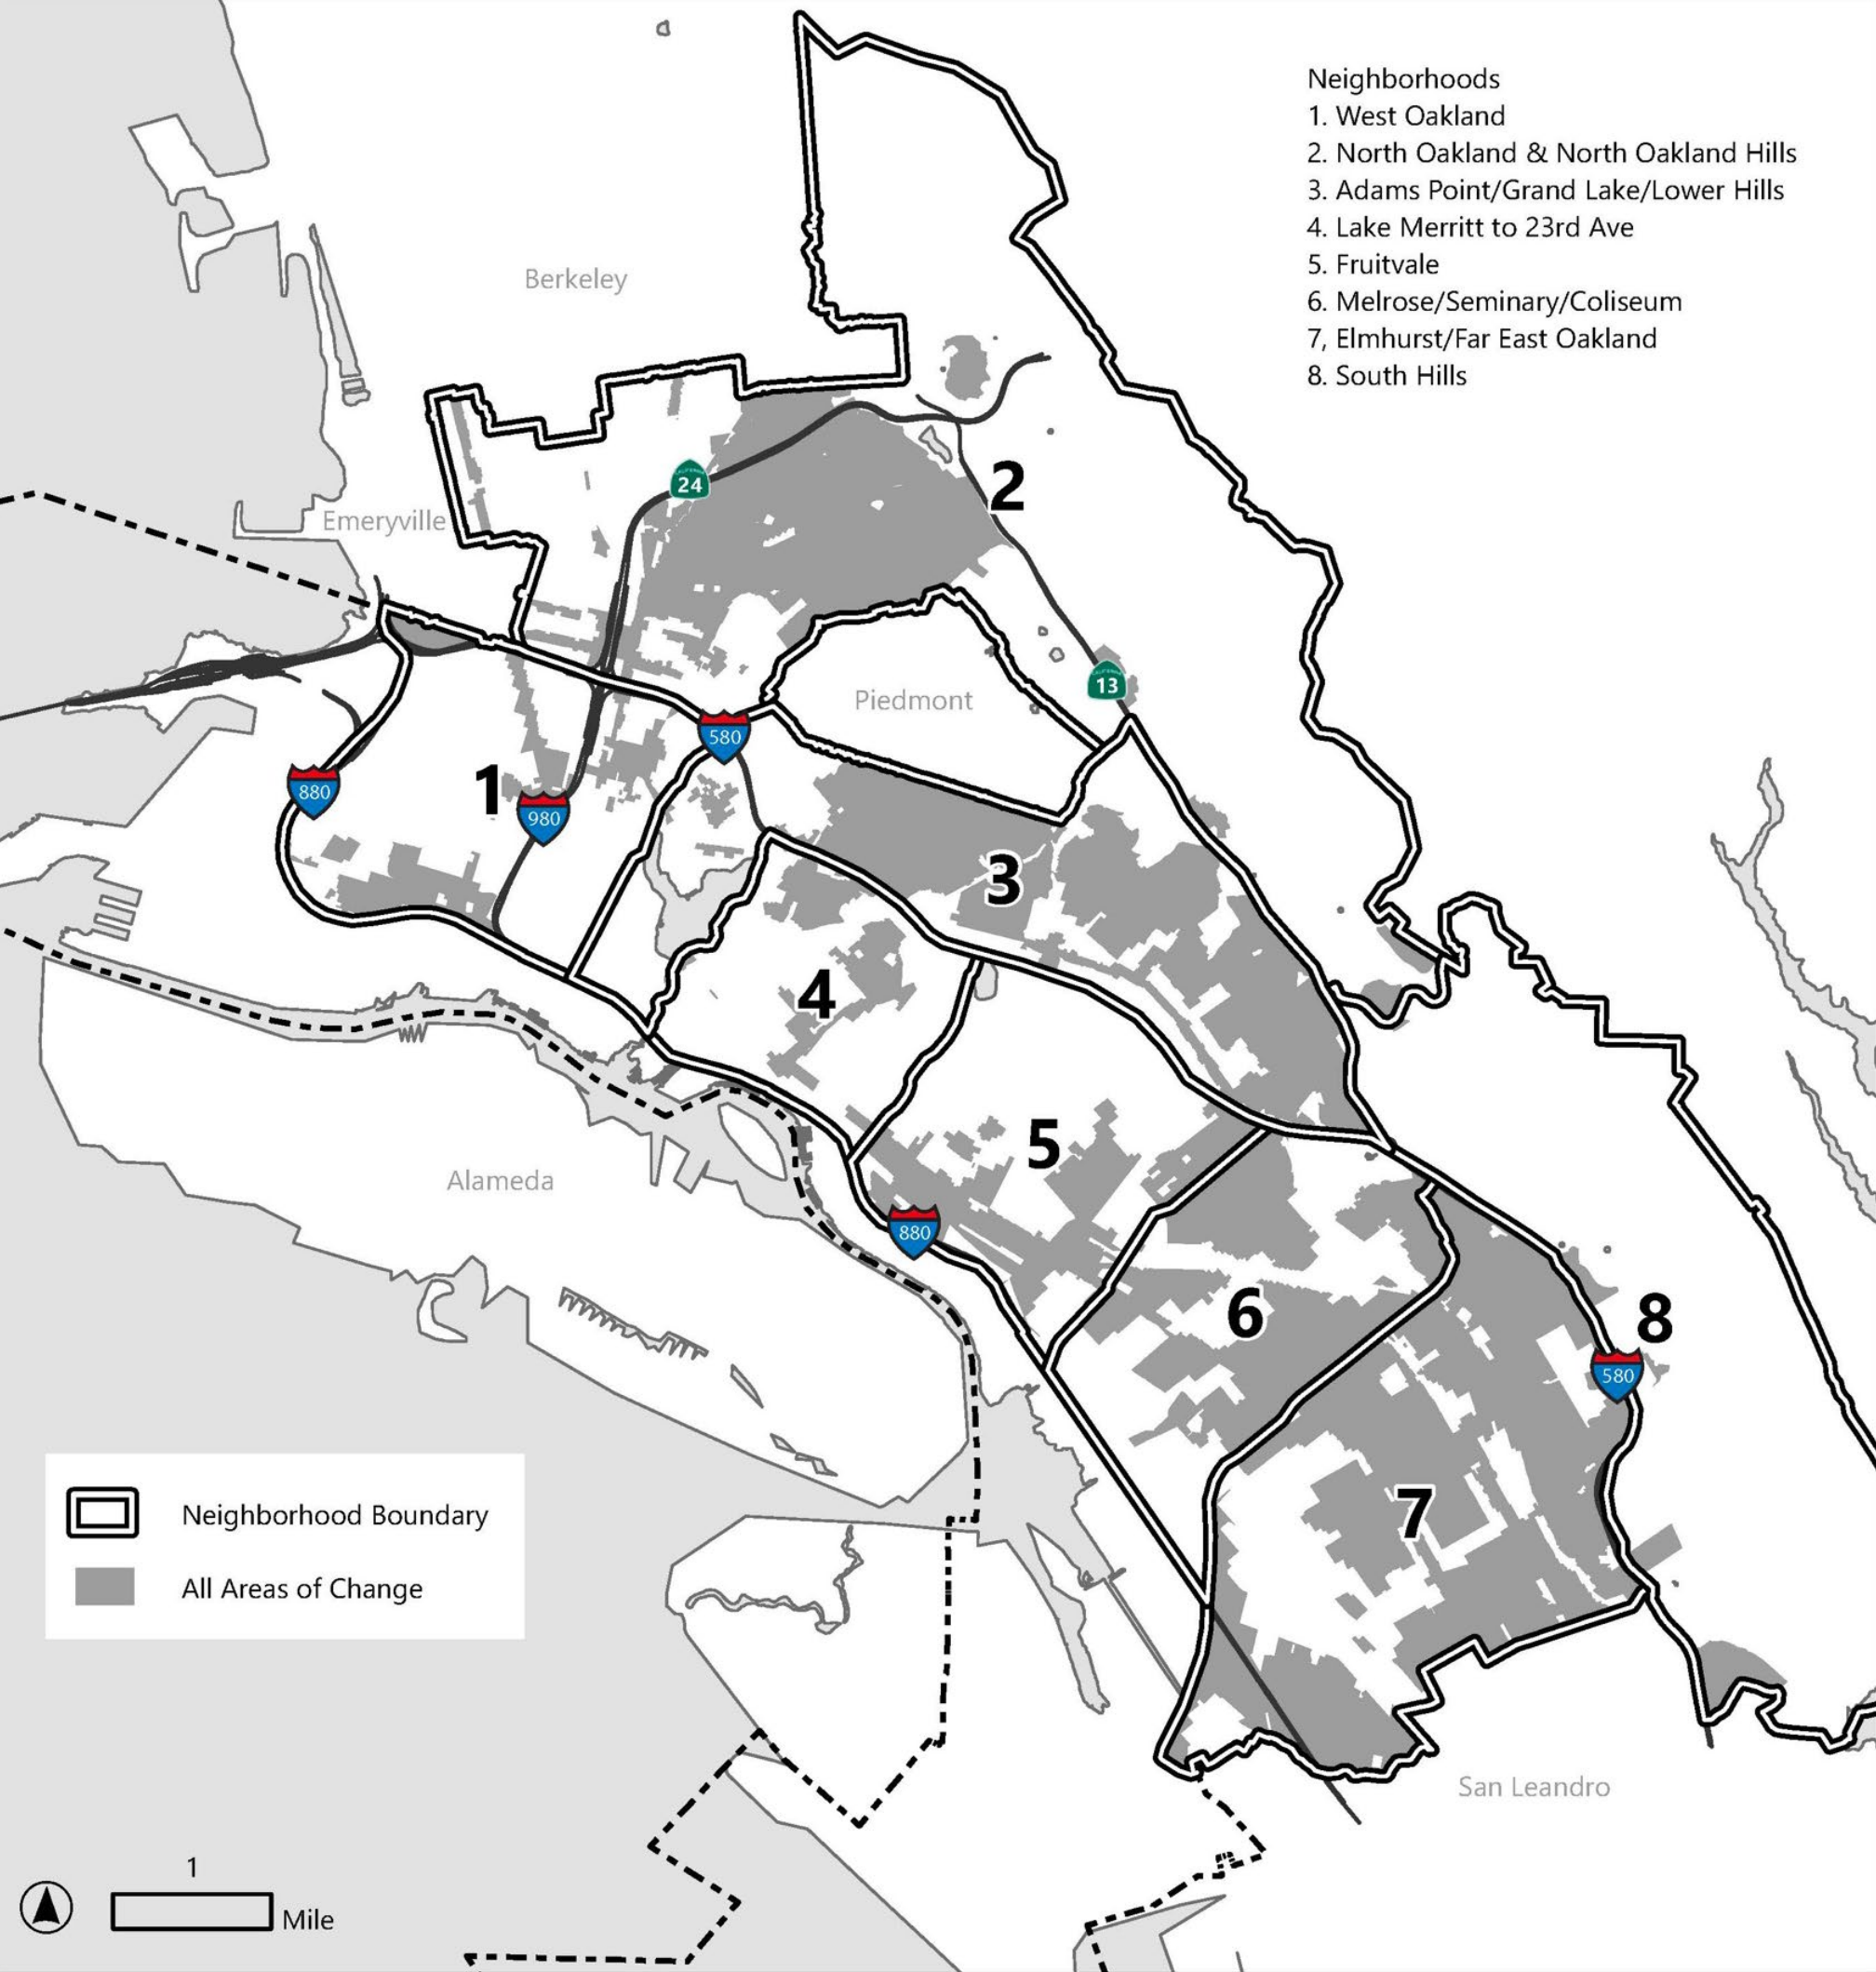 Neighborhoods
1. West Oakland
2. North Oakland & North Oakland Hills
3. Adams Point/Grand Lake/Lower Hills
4. Lake Merritt to 23rd Ave
5. Fruitvale
6. Melrose/Seminary/Coliseum
7, Elmhurst/Far East Oakland
8. South Hills
Berkeley
24
2
Emeryville
13
Piedmont
580
880
1
980
3
4
5
Alameda
880
6
8
580
7
Neighborhood Boundary
All Areas of Change
San Leandro
1
Mile